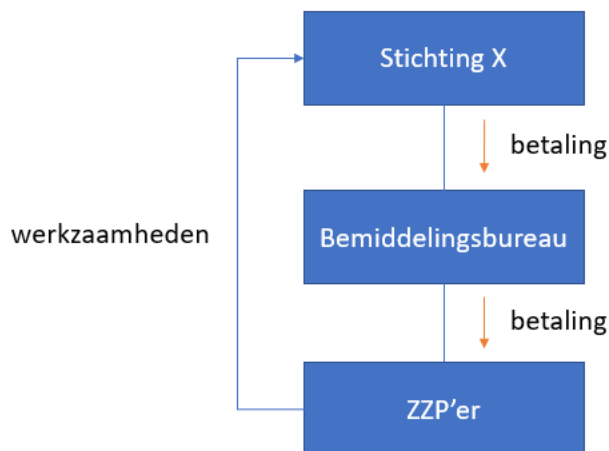 Stichting X
betaling
werkzaamheden
Bemiddelingsbureau
betaling
ZZP'er